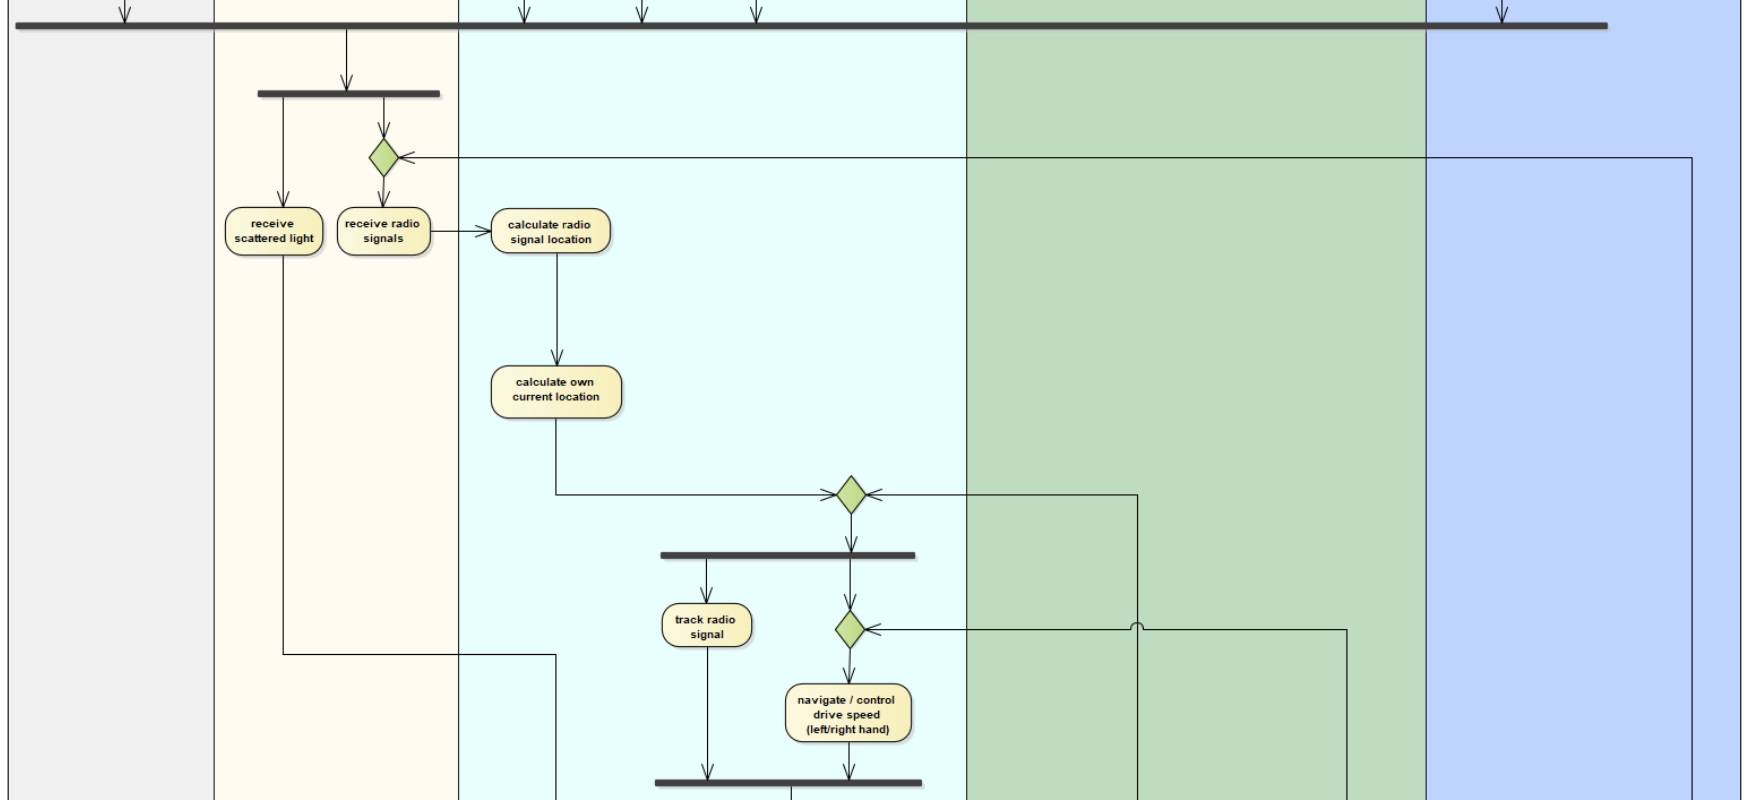 receive
scattered light
receive radio
signals
calculate radio
signal location
calculate own
current location
track radio
signal
navigate / control
drive speed
(left/right hand)